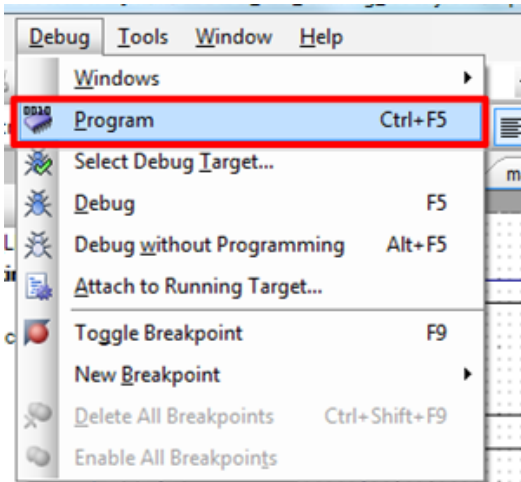 Debug Tools Window Help
Windows
Program Ctrl+F5
Select Debug Target...
Debug F5
Debug without Programming Alt+F5
Attach to Running Target...
Toggle Breakpoint F9
New Breakpoint
Delete All Breakpoints Ctrl+Shift+F9
Enable All Breakpoints